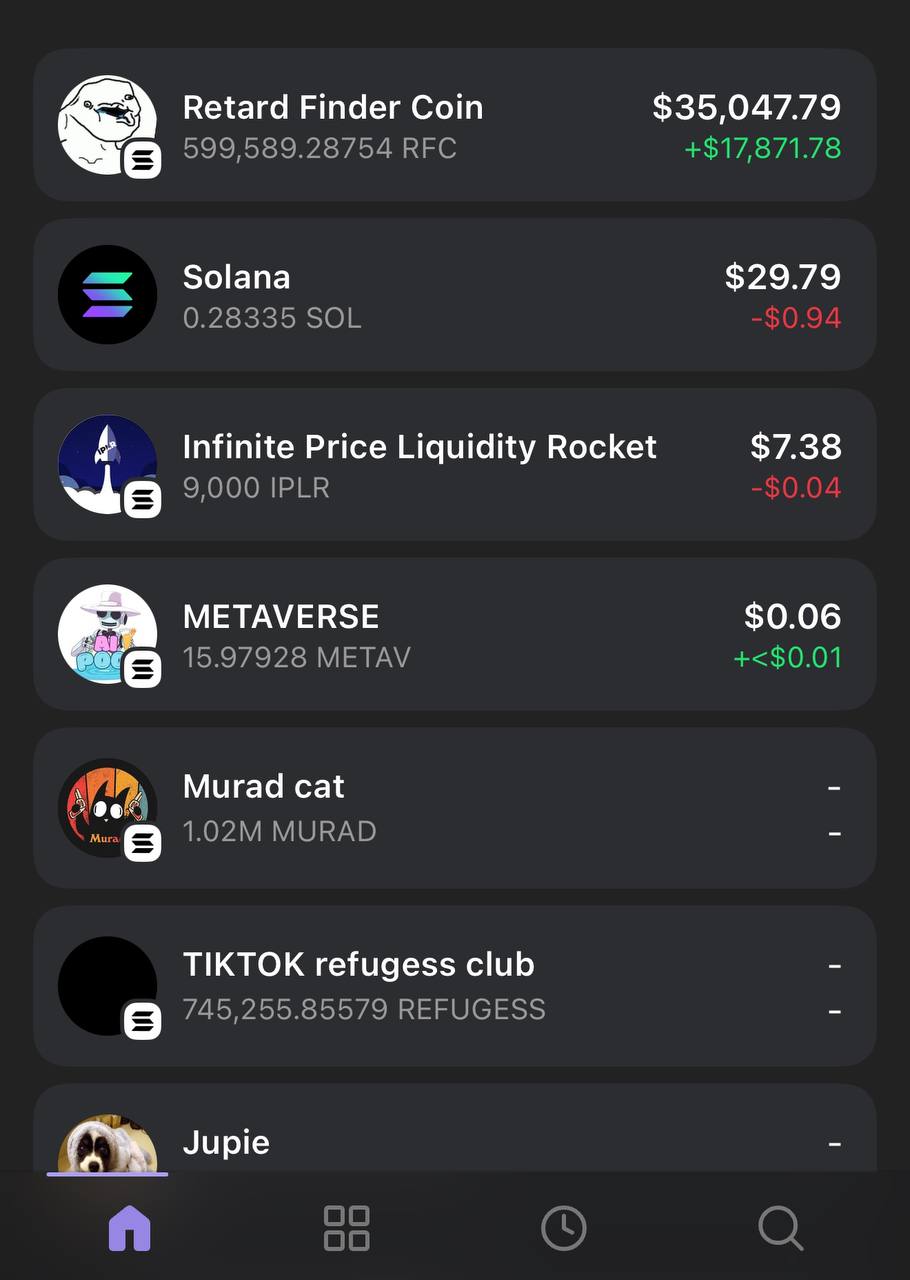 Retard Finder Coin
$35,047.79
599,589.28754 RFC
+$17,871.78
Solana
$29.79
0.28335 SOL
-$0.94
IPLR
Infinite Price Liquidity Rocket
$7.38
9,000 IPLR
-$0.04
AI
METAVERSE
$0.06
15.97928 METAV
+<$0.01
Murad cat
-
1.02M MURAD
-
TIKTOK refugess club
-
745,255.85579 REFUGESS
-
Jupie
-